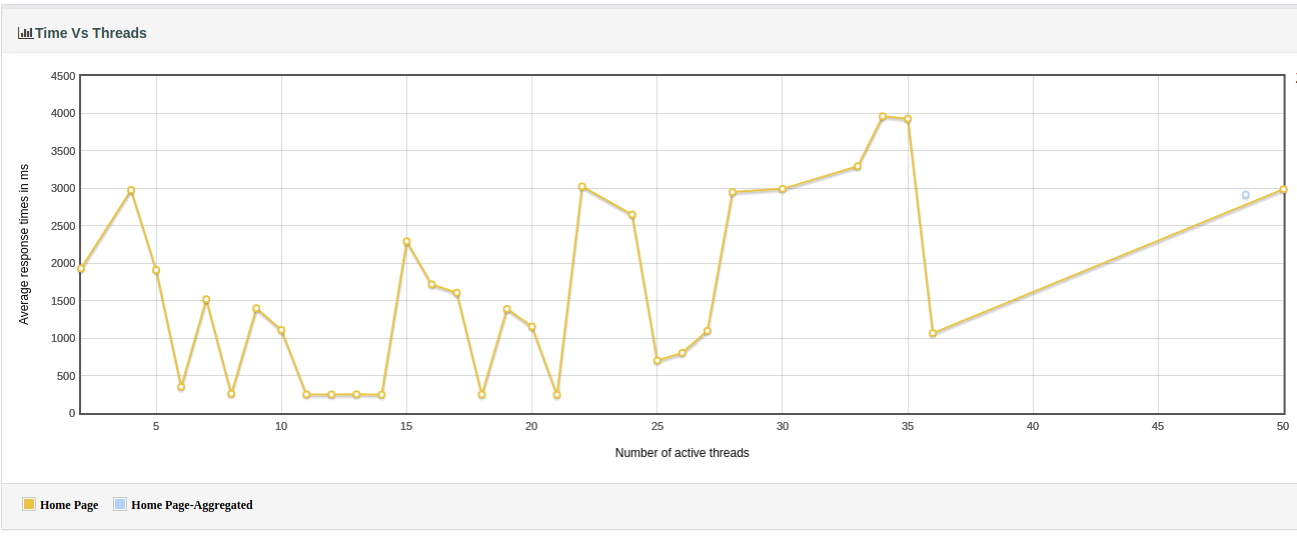 Time Vs Threads
4500
4000
3500
3000
2500
2000
1500
1000
500
0
Average response times in ms
5 10 15 20 25 30 35 40 45 50
Number of active threads
Home Page Home Page-Aggregated